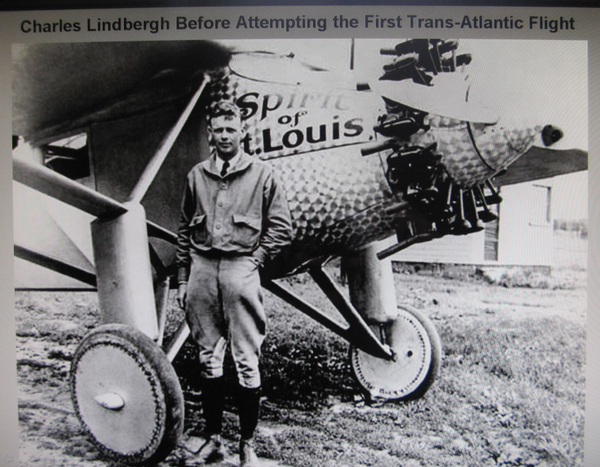 Charles Lindbergh Before Attempting the First Trans-Atlantic Flight
Spirit
of
t.Louis